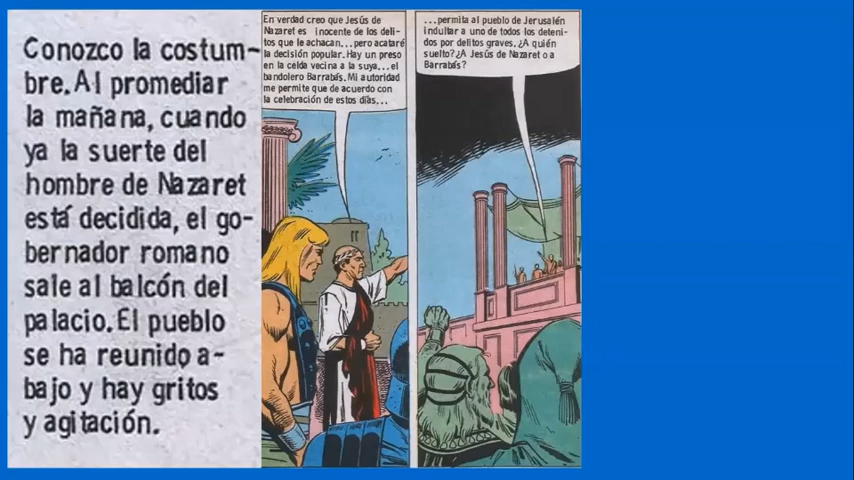 Conozco la costum-
bre. Al promediar
la mañana, cuando
ya la suerte del
hombre de Nazaret
está decidida, el go-
bernador romano
sale al balcón del
palacio. El pueblo
se ha reunido a-
bajo y hay gritos
y agitación.
En verdad creo que Jesús de
Nazaret es inocente de los deli-
tos que le achacan...pero acataré
la decisión popular. Hay un preso
en la celda vecina a la suya...el
bandolero Barrabás. Mi autoridad
me permite que de acuerdo con
la celebración de estos días...
...permita al pueblo de Jerusalén
indultar a uno de todos los deteni-
dos por delitos graves. ¿A quién
suelto? ¿A Jesús de Nazaret o a
Barrabás?